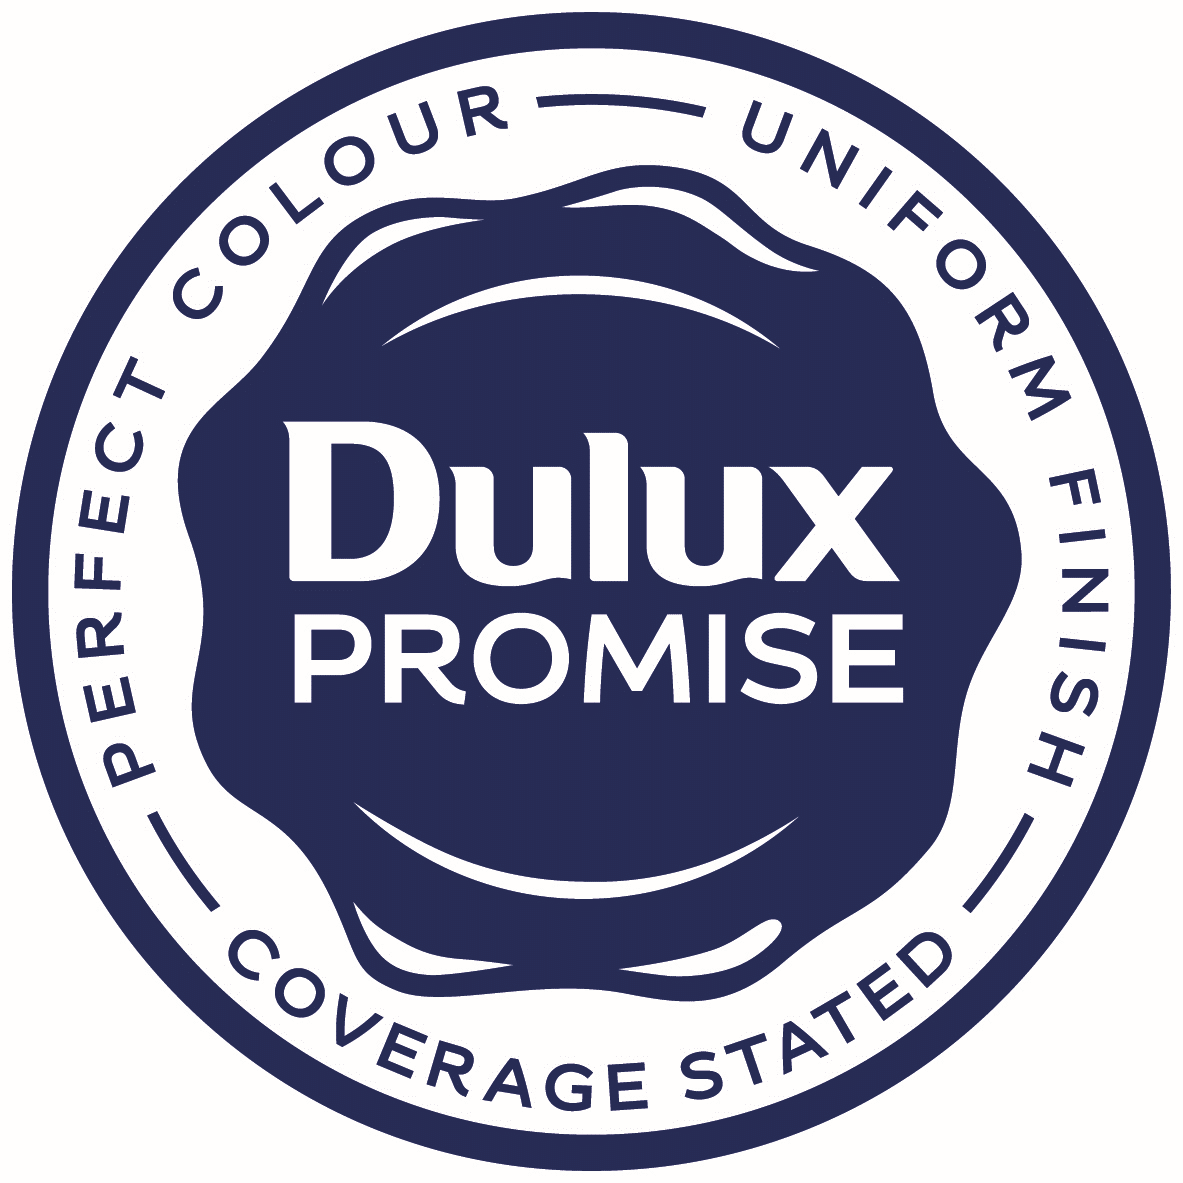 PERFECT COLOUR — UNIFORM FINISH — COVERAGE STATED —
Dulux
PROMISE